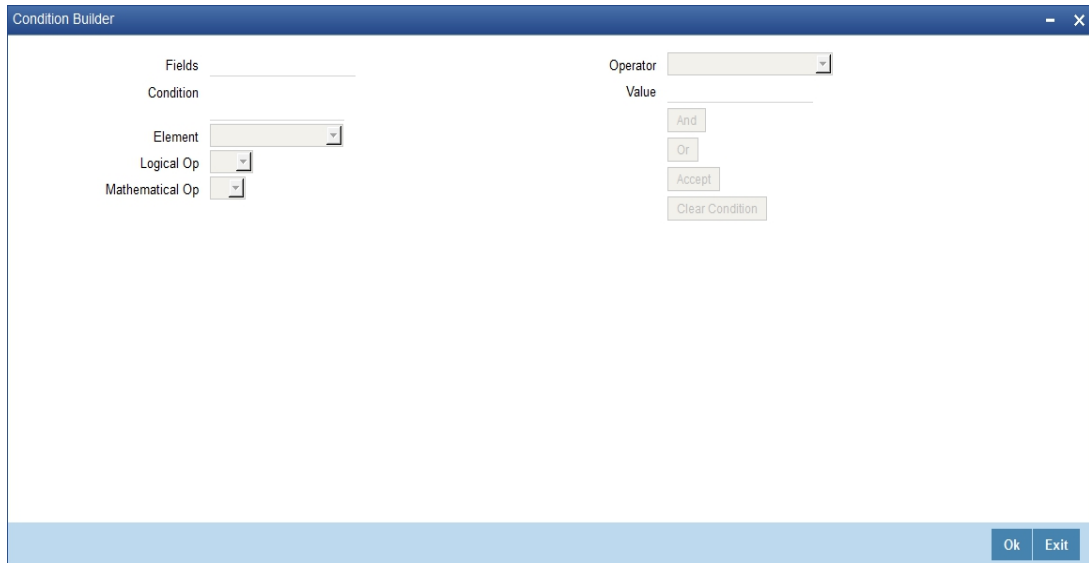 Condition Builder
Fields
Condition
Element
Logical Op
Mathematical Op
Operator
Value
And
Or
Accept
Clear Condition
Ok Exit